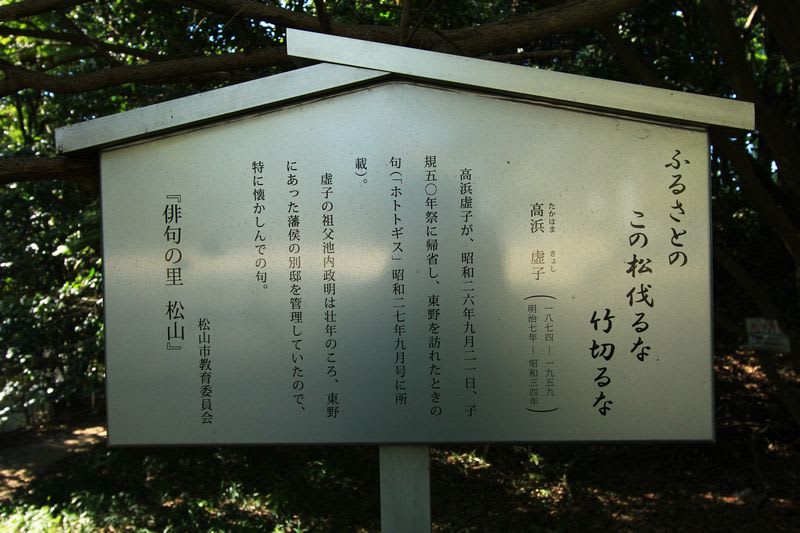 ふるさとの
この松伐るな
竹切るな
たかはま きょし
高浜 虚子
一八七四 ― 一九五九
明治七年 ― 昭和三四年
高浜虚子が、昭和二六年九月二一日、子
規五〇年祭に帰省し、東野を訪れたときの
句(「ホトトギス」昭和二七年九月号に所
載)。
虚子の祖父池内政明は壮年のころ、東野
にあった藩侯の別邸を管理していたので、
特に懐かしんでの句。
松山市教育委員会
『俳句の里 松山』